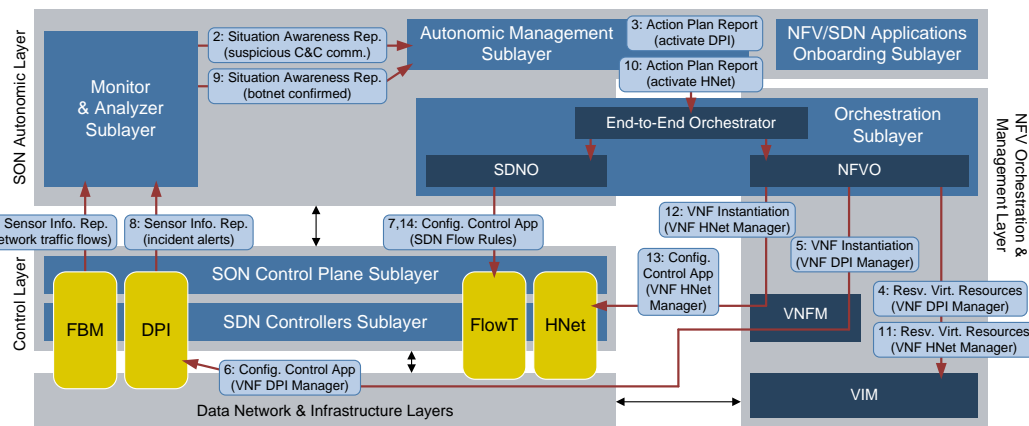 SON Autonomic Layer
Monitor
& Analyzer
Sublayer
2: Situation Awareness Rep.
(suspicious C&C comm.)
9: Situation Awareness Rep.
(botnet confirmed)
Autonomic Management
Sublayer
3: Action Plan Report
(activate DPI)
10: Action Plan Report
(activate HNet)
NFV/SDN Applications
Onboarding Sublayer
End-to-End Orchestrator
Orchestration
Sublayer
SDNO
NFVO
NFV Orchestration &
Management Layer
Sensor Info. Rep.
etwork traffic flows)
8: Sensor Info. Rep.
(incident alerts)
7,14: Config. Control App
(SDN Flow Rules)
12: VNF Instantiation
(VNF HNet Manager)
5: VNF Instantiation
(VNF DPI Manager)
13: Config.
Control App
(VNF HNet
Manager)
4: Resv. Virt. Resources
(VNF DPI Manager)
11: Resv. Virt. Resources
(VNF HNet Manager)
Control Layer
SON Control Plane Sublayer
SDN Controllers Sublayer
FBM
DPI
FlowT
HNet
VNFM
6: Config. Control App
(VNF DPI Manager)
VIM
Data Network & Infrastructure Layers